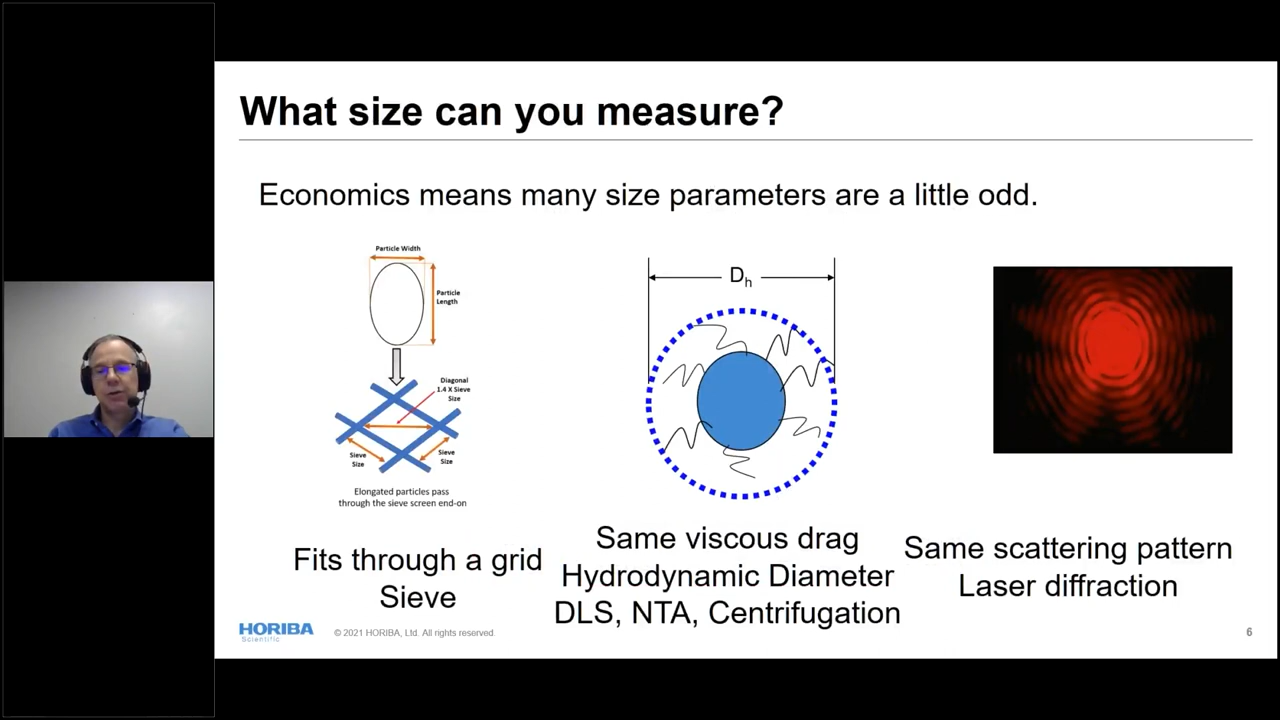 What size can you measure?
Economics means many size parameters are a little odd.
Particle Width
Particle
Length
Diagonal
1.4 X Sieve
Size
Sieve
Size
Sieve
Size
Elongated particles pass
through the sieve screen end-on
Fits through a grid
Sieve
Dh
Same viscous drag
Hydrodynamic Diameter
DLS, NTA, Centrifugation
Same scattering pattern
Laser diffraction
HORIBA
Scientific
© 2021 HORIBA, Ltd. All rights reserved.
6